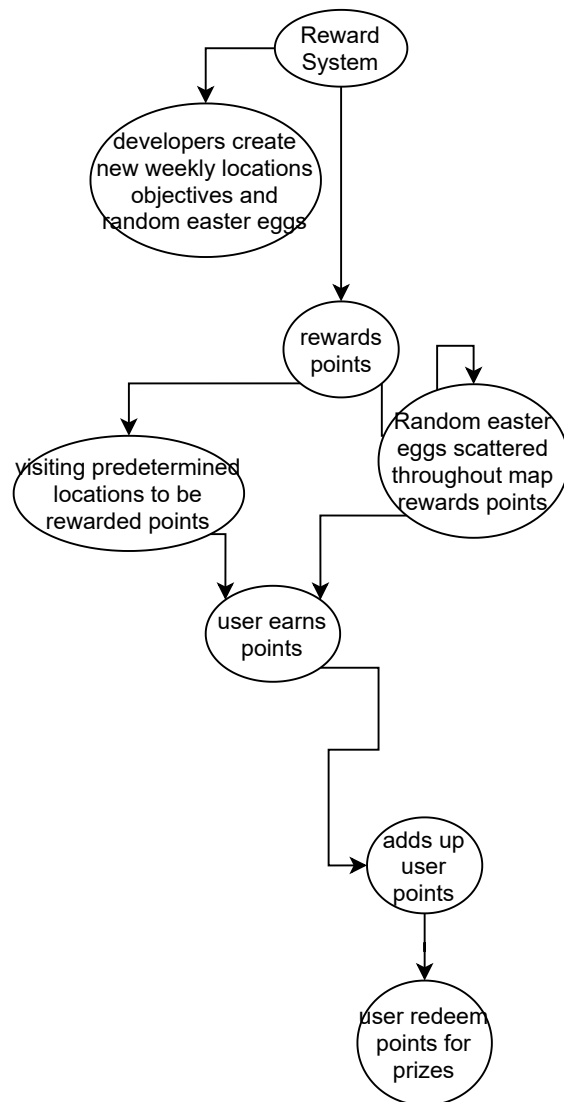 Reward
System
developers create
new weekly locations
objectives and
random easter eggs
rewards
points
Random easter
eggs scattered
throughout map
rewards points
visiting predetermined
locations to be
rewarded points
user earns
points
adds up
user
points
user redeem
points for
prizes